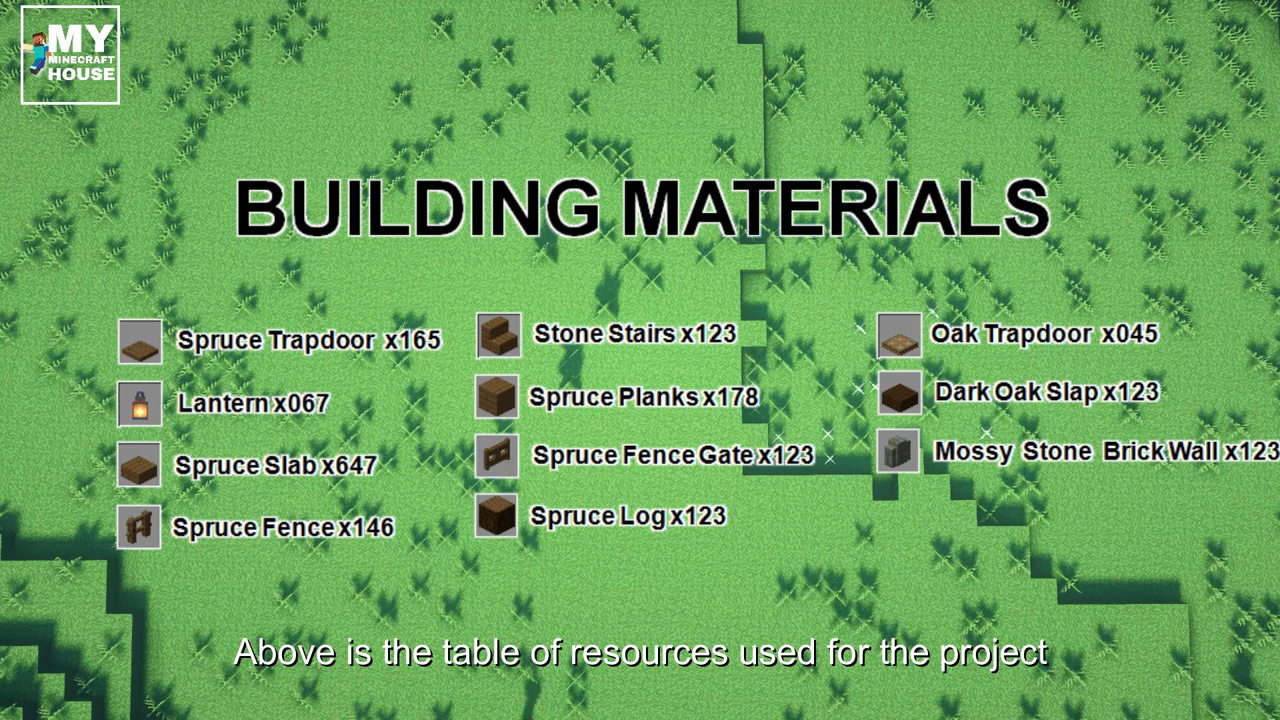 MY
MINECRAFT
HOUSE
BUILDING MATERIALS
Spruce Trapdoor x165
Lantern x067
Spruce Slab x647
Spruce Fence x146
Stone Stairs x123
Spruce Planks x178
Spruce Fence Gate x123
Spruce Log x123
Oak Trapdoor x045
Dark Oak Slap x123
Mossy Stone Brick Wall x123
Above is the table of resources used for the project